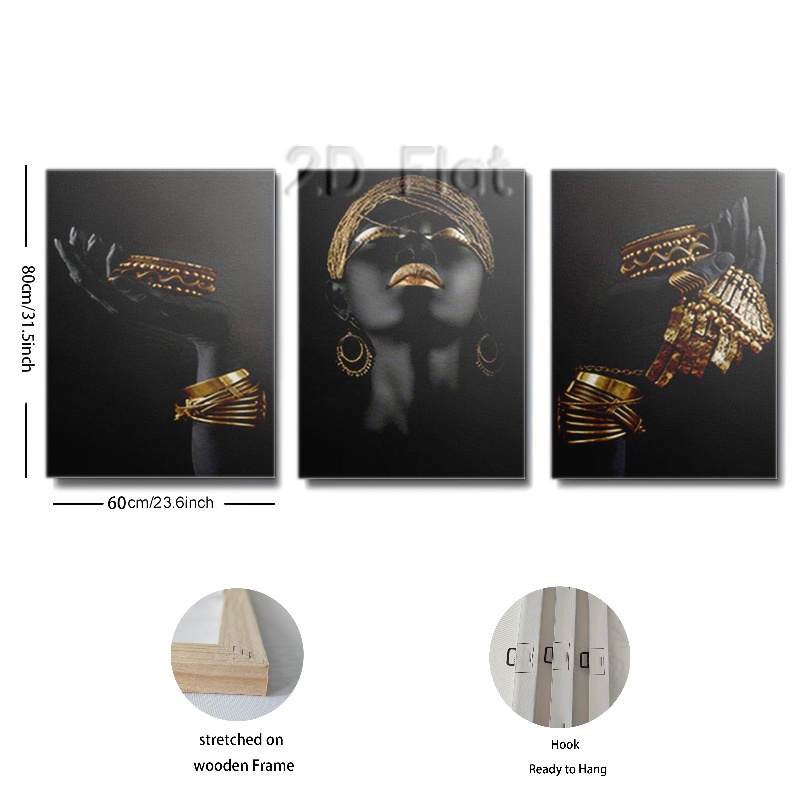 2D Flat
80cm/31.5inch
60cm/23.6inch
stretched on
wooden Frame
Hook
Ready to Hang